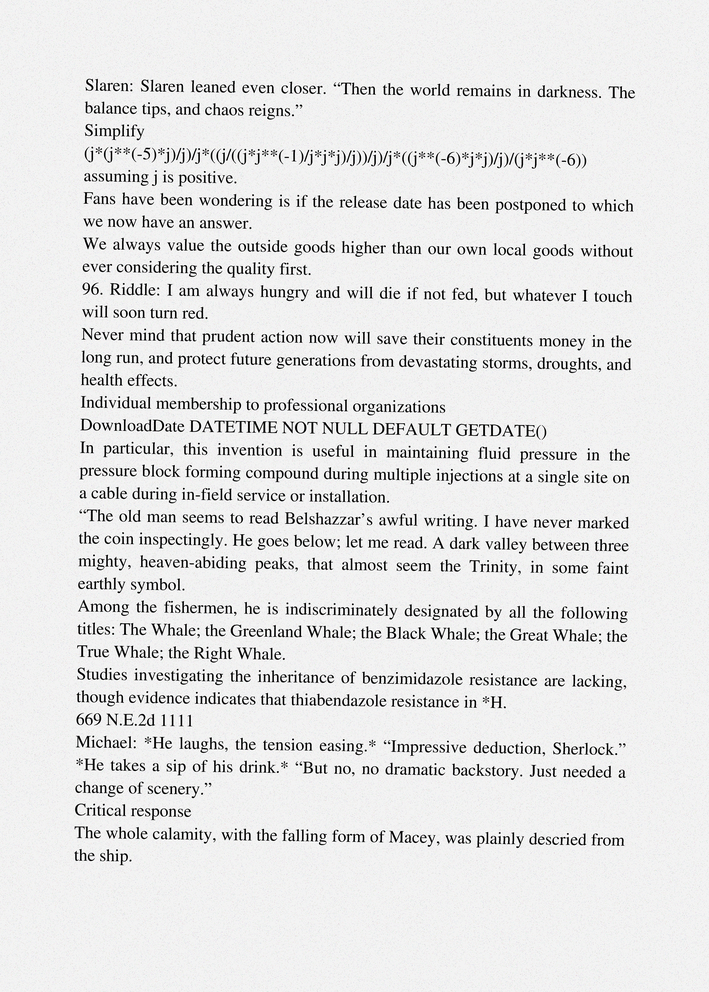 Slaren: Slaren leaned even closer. “Then the world remains in darkness. The
balance tips, and chaos reigns.”
Simplify
(j*(j**(-5)*j)/j)/j*((j/((j*j**(-1)/j*j*j)/j))/j)/j*((j**(-6)*j*j)/j)/(j*j**(-6))
assuming j is positive.
Fans have been wondering is if the release date has been postponed to which
we now have an answer.
We always value the outside goods higher than our own local goods without
ever considering the quality first.
96. Riddle: I am always hungry and will die if not fed, but whatever I touch
will soon turn red.
Never mind that prudent action now will save their constituents money in the
long run, and protect future generations from devastating storms, droughts, and
health effects.
Individual membership to professional organizations
DownloadDate DATETIME NOT NULL DEFAULT GETDATE()
In particular, this invention is useful in maintaining fluid pressure in the
pressure block forming compound during multiple injections at a single site on
a cable during in-field service or installation.
“The old man seems to read Belshazzar’s awful writing. I have never marked
the coin inspectingly. He goes below; let me read. A dark valley between three
mighty, heaven-abiding peaks, that almost seem the Trinity, in some faint
earthly symbol.
Among the fishermen, he is indiscriminately designated by all the following
titles: The Whale; the Greenland Whale; the Black Whale; the Great Whale; the
True Whale; the Right Whale.
Studies investigating the inheritance of benzimidazole resistance are lacking,
though evidence indicates that thiabendazole resistance in *H.
669 N.E.2d 1111
Michael: *He laughs, the tension easing.* “Impressive deduction, Sherlock.”
*He takes a sip of his drink.* “But no, no dramatic backstory. Just needed a
change of scenery.”
Critical response
The whole calamity, with the falling form of Macey, was plainly descried from
the ship.